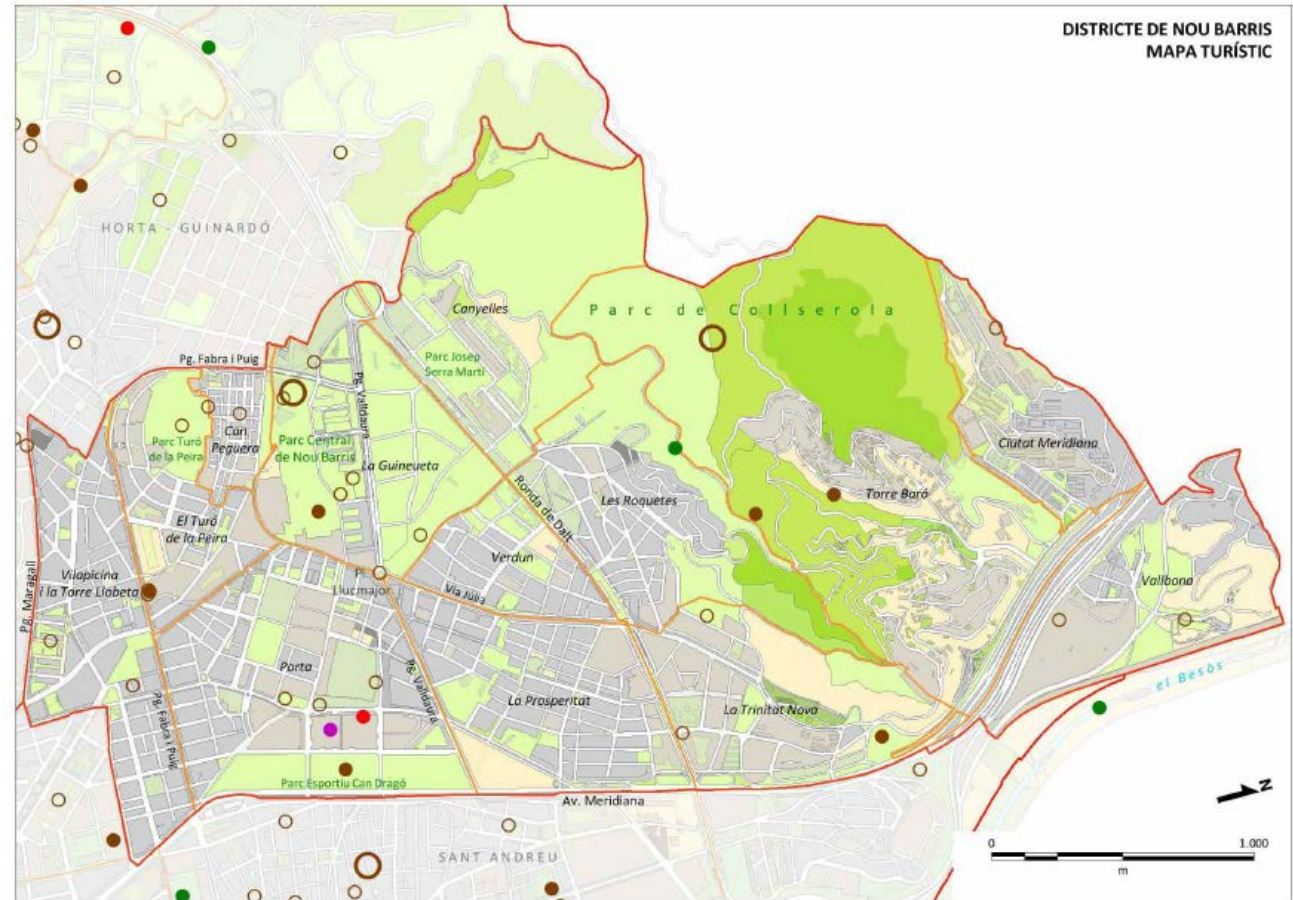 DISTRICTE DE NOU BARRIS
MAPA TURÍSTIC
HORTA - GUINARDÓ
Canyelles
Parc de Collserola
Pg. Fabra i Puig
Parc Josep
Serra Martí
Pg. Valldaura
Can
Peguera
Parc Turó
de la Peira
Parc Central
de Nou Barris
La Guineueta
Ciutat Meridiana
Ronda de Dalt
Les Roquetes
Torre Baró
El Turó
de la Peira
Verdun
Vilapicina
i la Torre Llobeta
Pg. Maragall
Vallbona
Llucmajor
Via Júlia
Porta
Pg. Valldaura
La Prosperitat
La Trinitat Nova
el Besòs
Pg. Fabra i Puig
Parc Esportiu Can Dragó
Av. Meridiana
SANT ANDREU
N
0
1.000
m